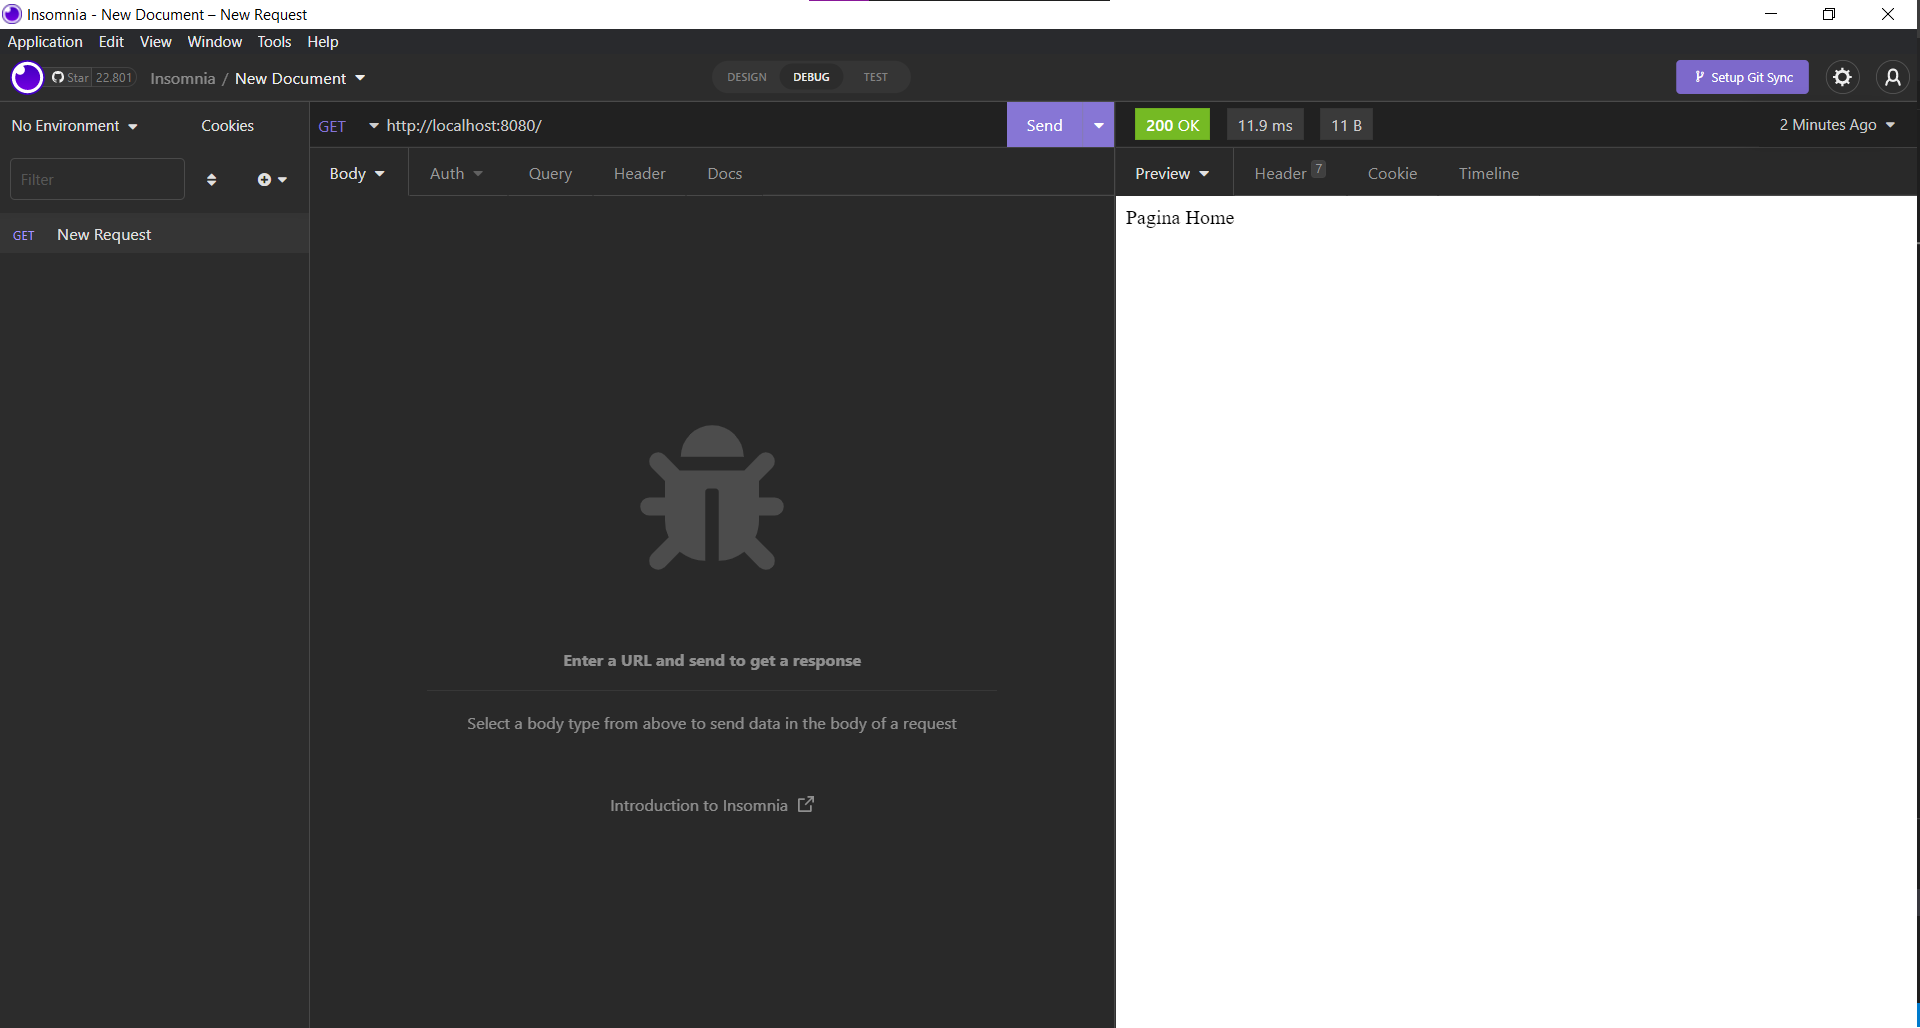 Insomnia - New Document – New Request
Application Edit View Window Tools Help
Star 22.801 Insomnia / New Document DESIGN DEBUG TEST Setup Git Sync
No Environment Cookies GET http://localhost:8080/ Send 200 OK 11.9 ms 11 B 2 Minutes Ago
Filter Body Auth Query Header Docs Preview Header 7 Cookie Timeline
GET New Request
Pagina Home
Enter a URL and send to get a response
Select a body type from above to send data in the body of a request
Introduction to Insomnia